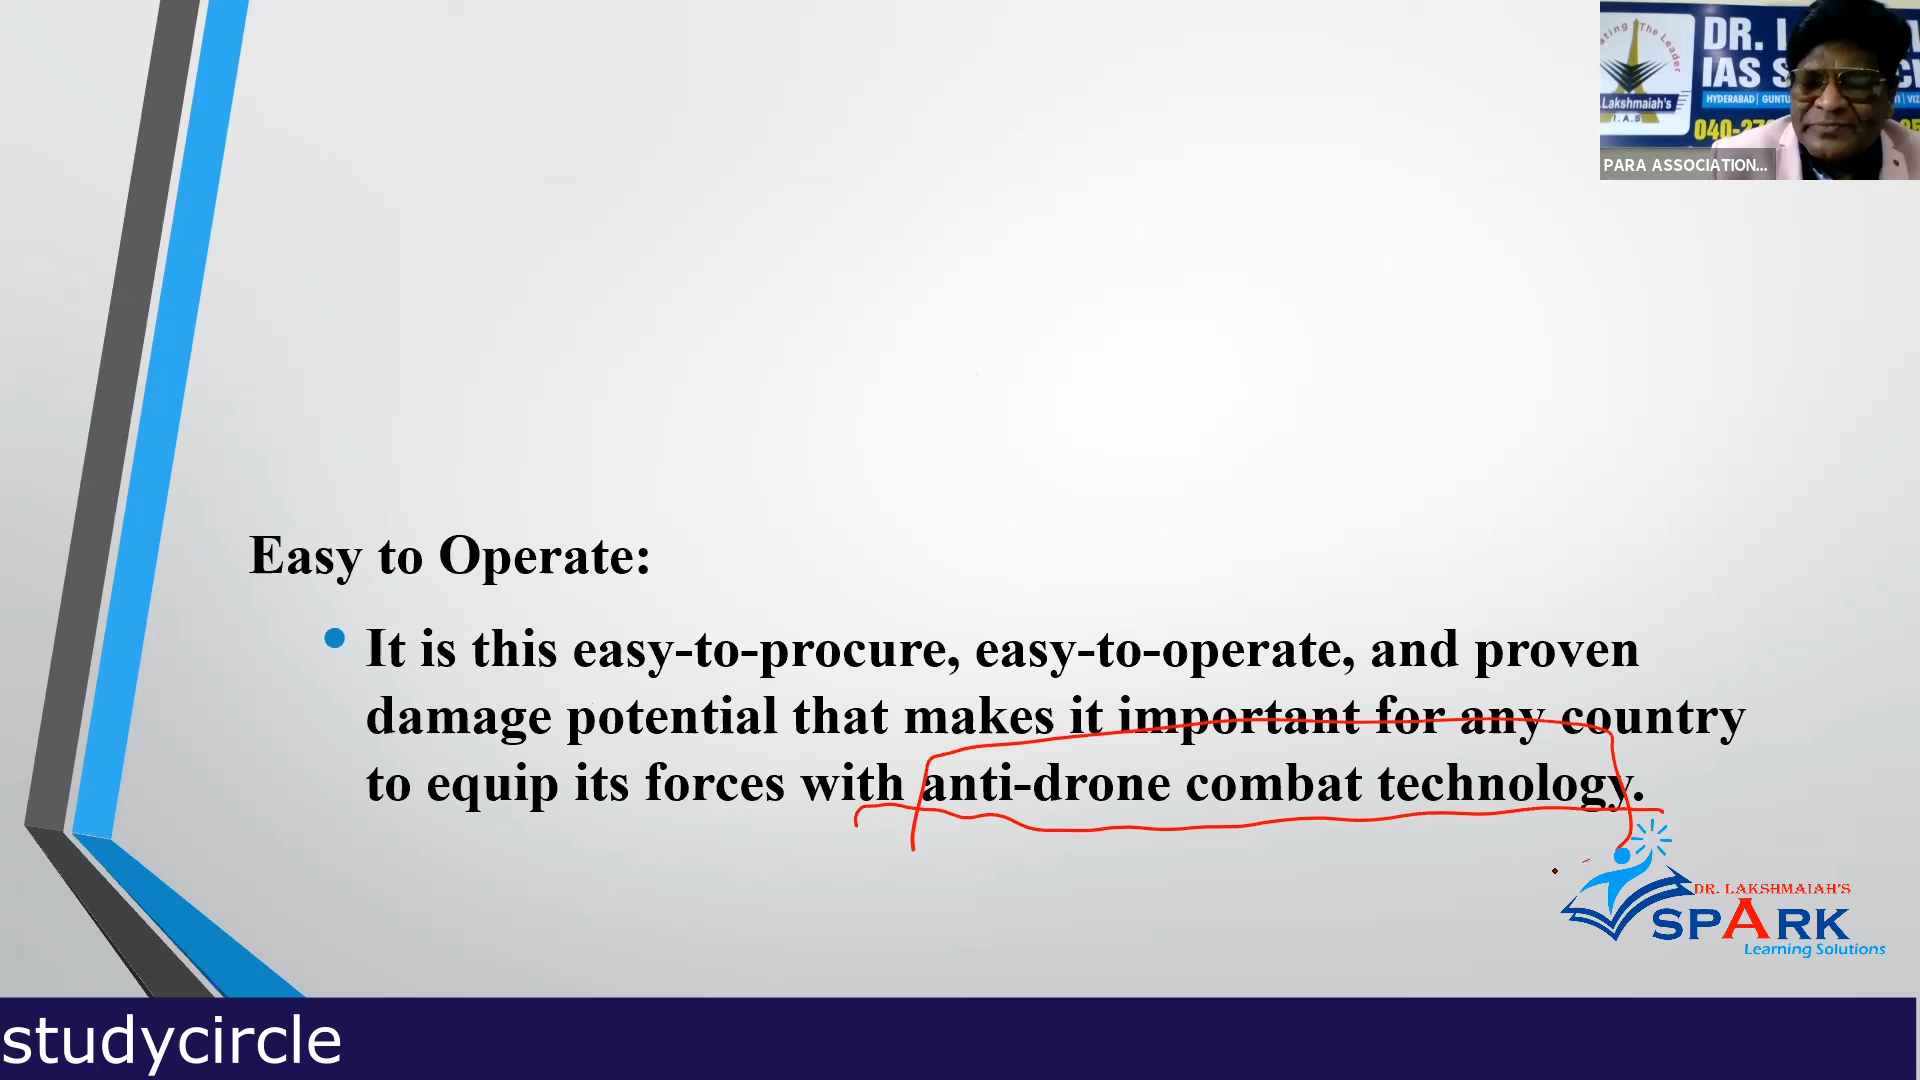 DR. L
IAS S
HYDERABAD | GUNTU
Lakshmaiah's
I.A.S
PARA ASSOCIATION...
Easy to Operate:
It is this easy-to-procure, easy-to-operate, and proven
damage potential that makes it important for any country
to equip its forces with anti-drone combat technology.
DR. LAKSHMAIAH'S
SPARK
Learning Solutions
studycircle